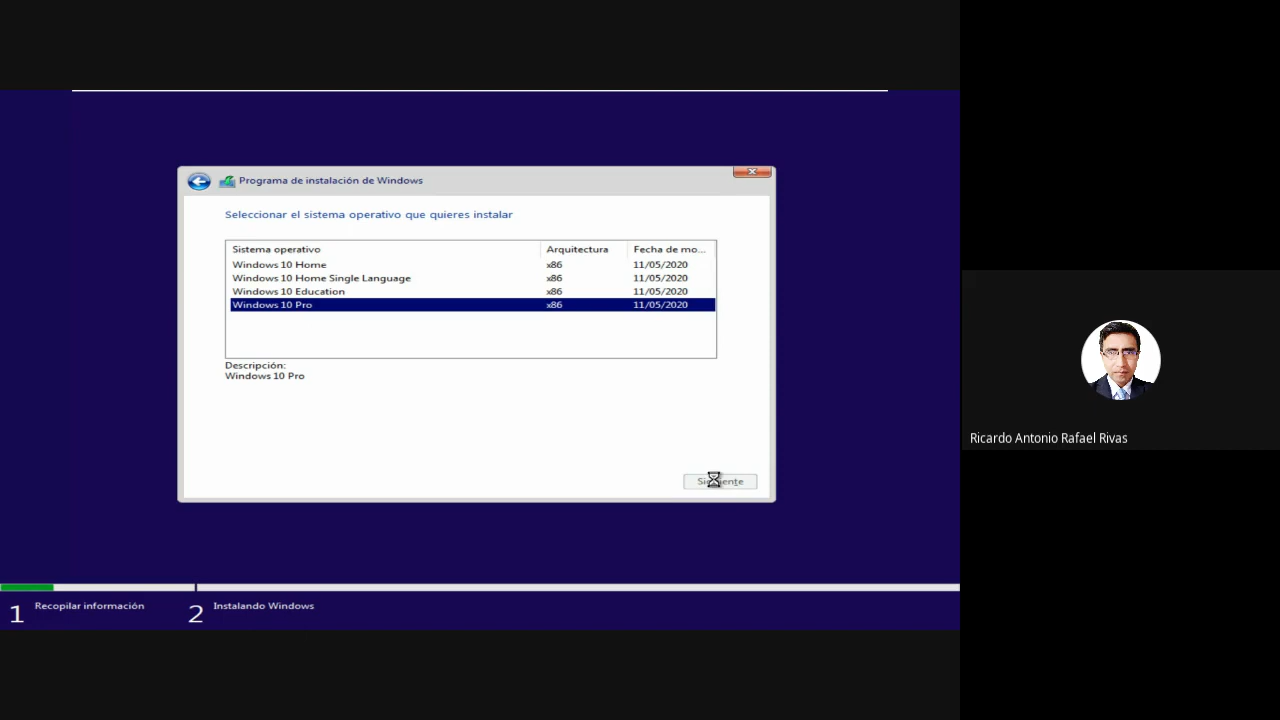 Programa de instalación de Windows
Seleccionar el sistema operativo que quieres instalar
Sistema operativo Arquitectura Fecha de mo...
Windows 10 Home x86 11/05/2020
Windows 10 Home Single Language x86 11/05/2020
Windows 10 Education x86 11/05/2020
Windows 10 Pro x86 11/05/2020
Descripción:
Windows 10 Pro
Siguiente
Ricardo Antonio Rafael Rivas
1 Recopilar información 2 Instalando Windows